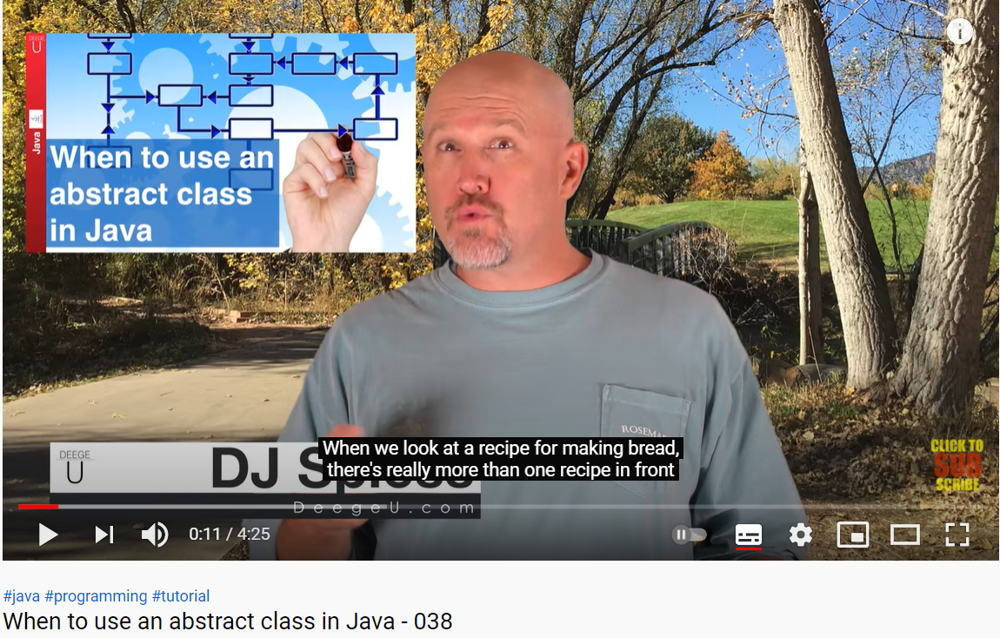 DEEGE
U
Java
When to use an
abstract class
in Java
ROSEMA
DEEGE
U
DJ
DeegeU.com
When we look at a recipe for making bread,
there's really more than one recipe in front
CLICK TO
SUB
SCRIBE
0:11 / 4:25
#java #programming #tutorial
When to use an abstract class in Java - 038